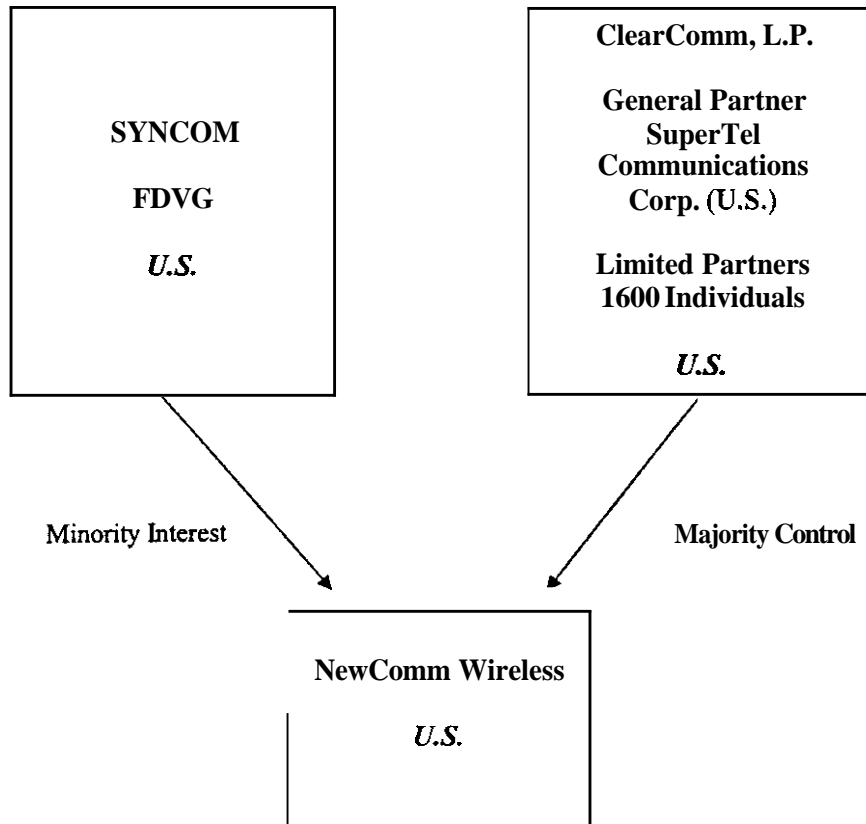 SYNCOM
FDVG
U.S.
ClearComm, L.P.
General Partner
SuperTel
Communications
Corp. (U.S.)
Limited Partners
1600 Individuals
U.S.
Minority Interest
Majority Control
NewComm Wireless
U.S.